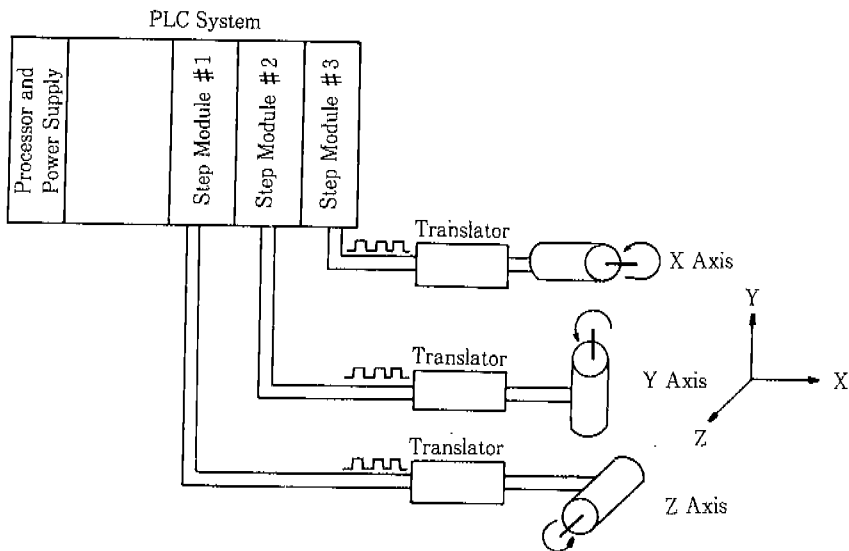 PLC System
Processor and
Power Supply
Step Module #1
Step Module #2
Step Module #3
Translator
X Axis
Translator
Y Axis
Y
X
Z
Translator
Z Axis